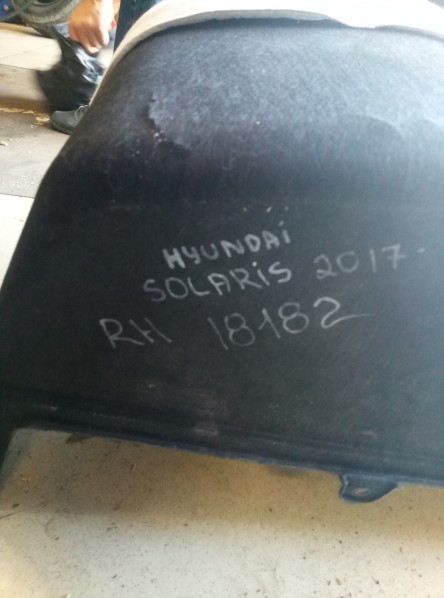 HYUNDAI
SOLARIS 2017-
RH 18182